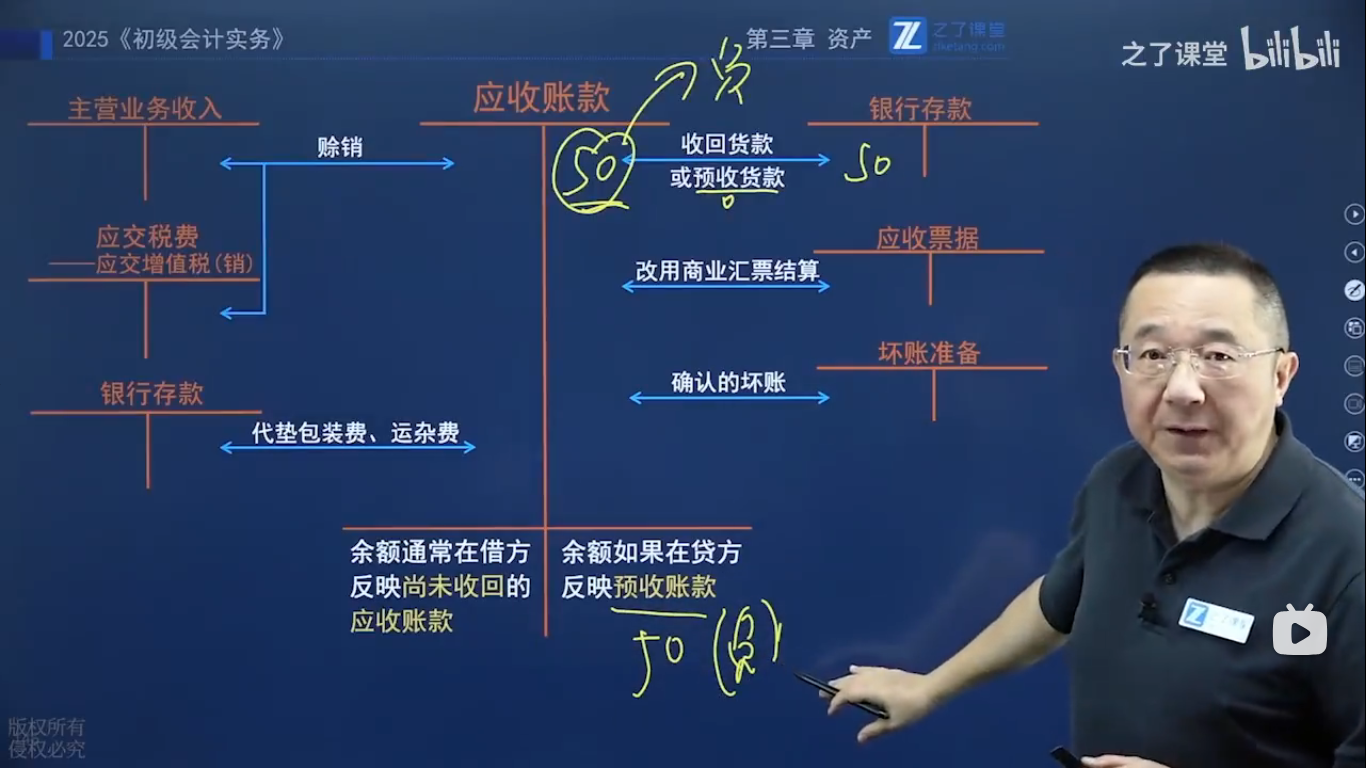 2025《初级会计实务》
第三章 资产
之了课堂
zlketang.com
之了课堂 bilibili
主营业务收入
应收账款
银行存款
赊销
50
收回货款
或预收货款
50
应交税费
——应交增值税(销)
应收票据
改用商业汇票结算
坏账准备
确认的坏账
银行存款
代垫包装费、运杂费
余额通常在借方
反映尚未收回的
应收账款
余额如果在贷方
反映预收账款
50
之了课堂
版权所有
侵权必究